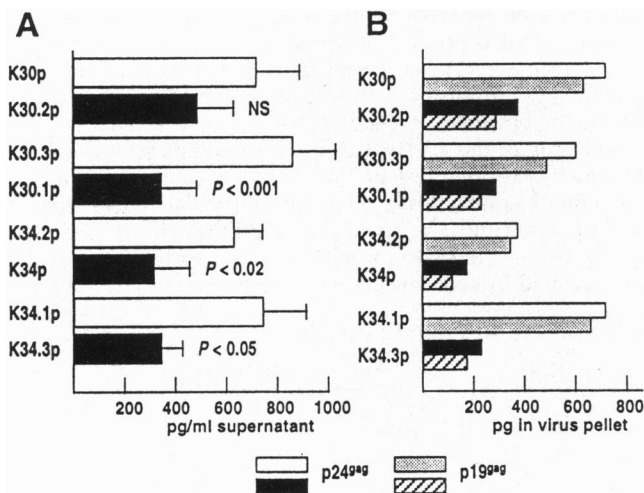 A
K30p
K30.2p NS
K30.3p
K30.1p P < 0.001
K34.2p
K34p P < 0.02
K34.1p
K34.3p P < 0.05
200 400 600 800 1000
pg/ml supernatant
B
K30p
K30.2p
K30.3p
K30.1p
K34.2p
K34p
K34.1p
K34.3p
200 400 600 800
pg in virus pellet
p24gag p19gag